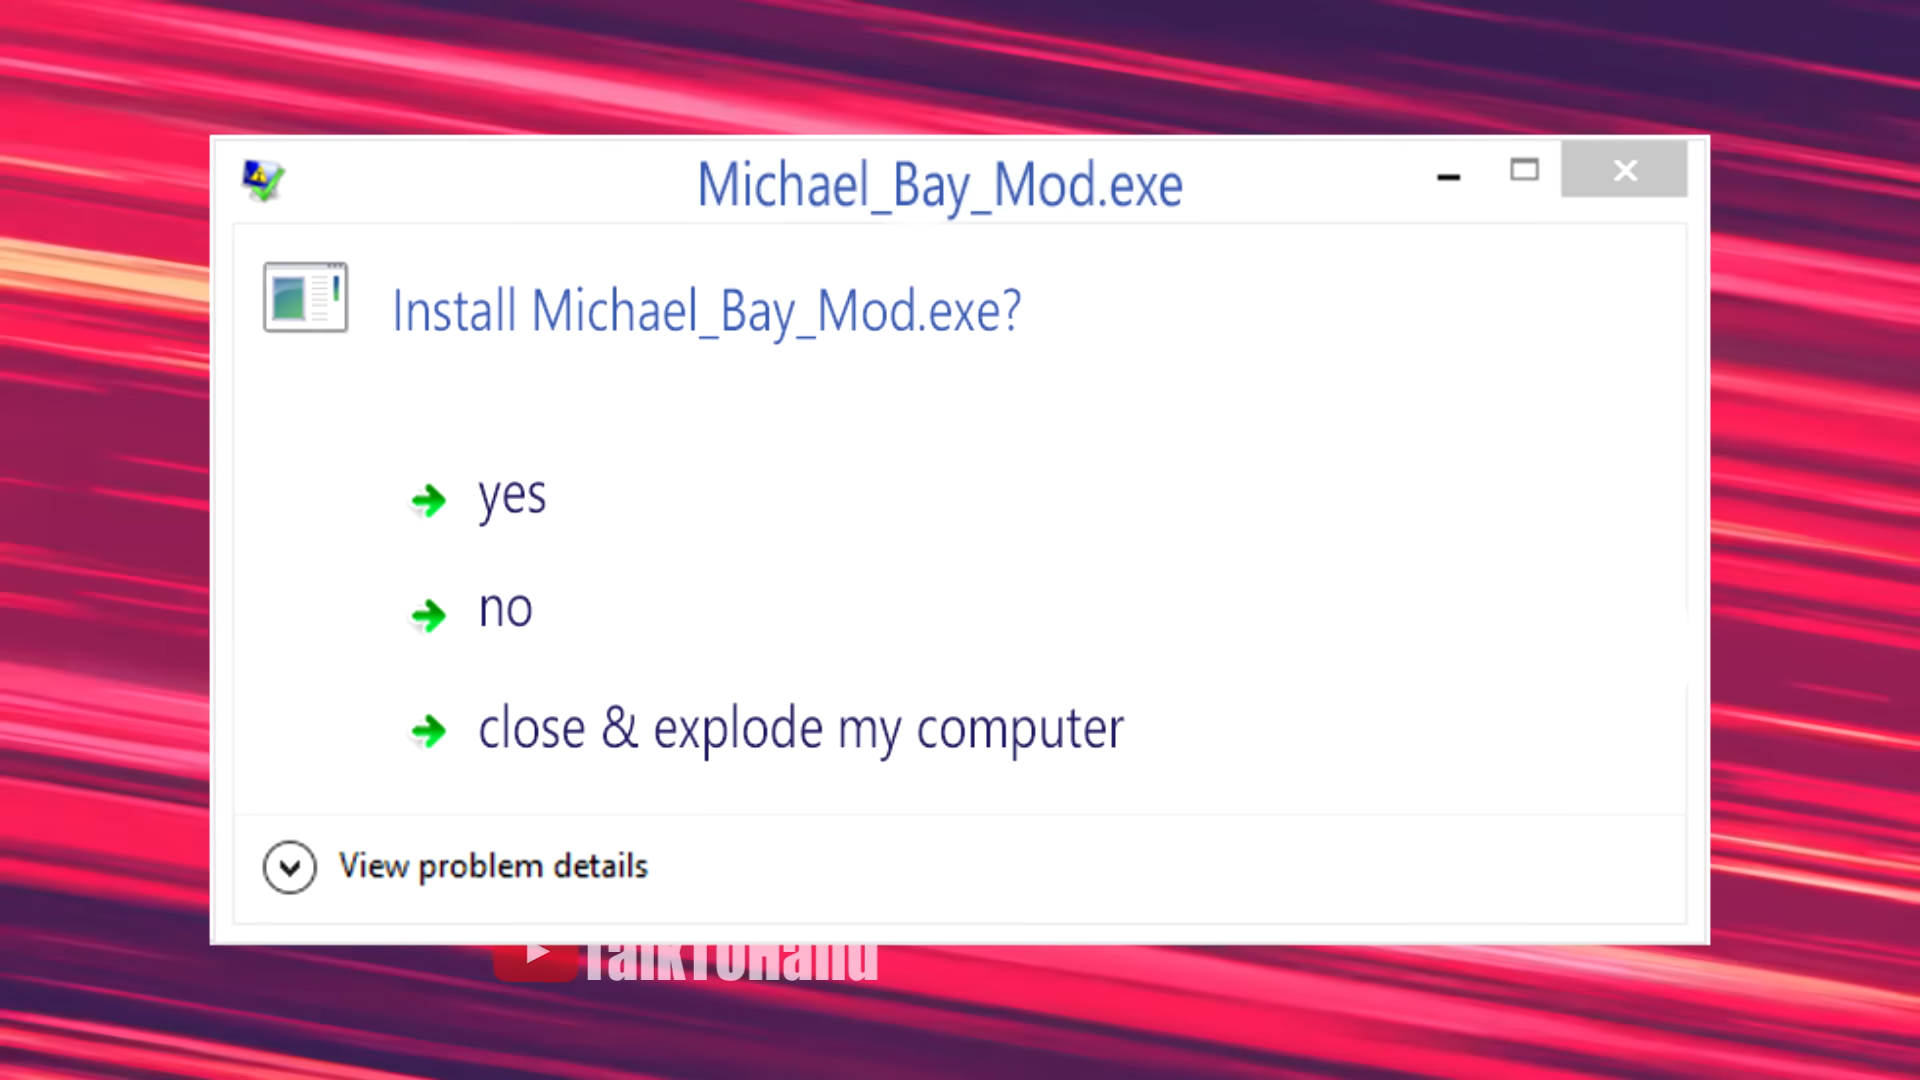 Michael_Bay_Mod.exe
Install Michael_Bay_Mod.exe?
yes
no
close & explode my computer
View problem details